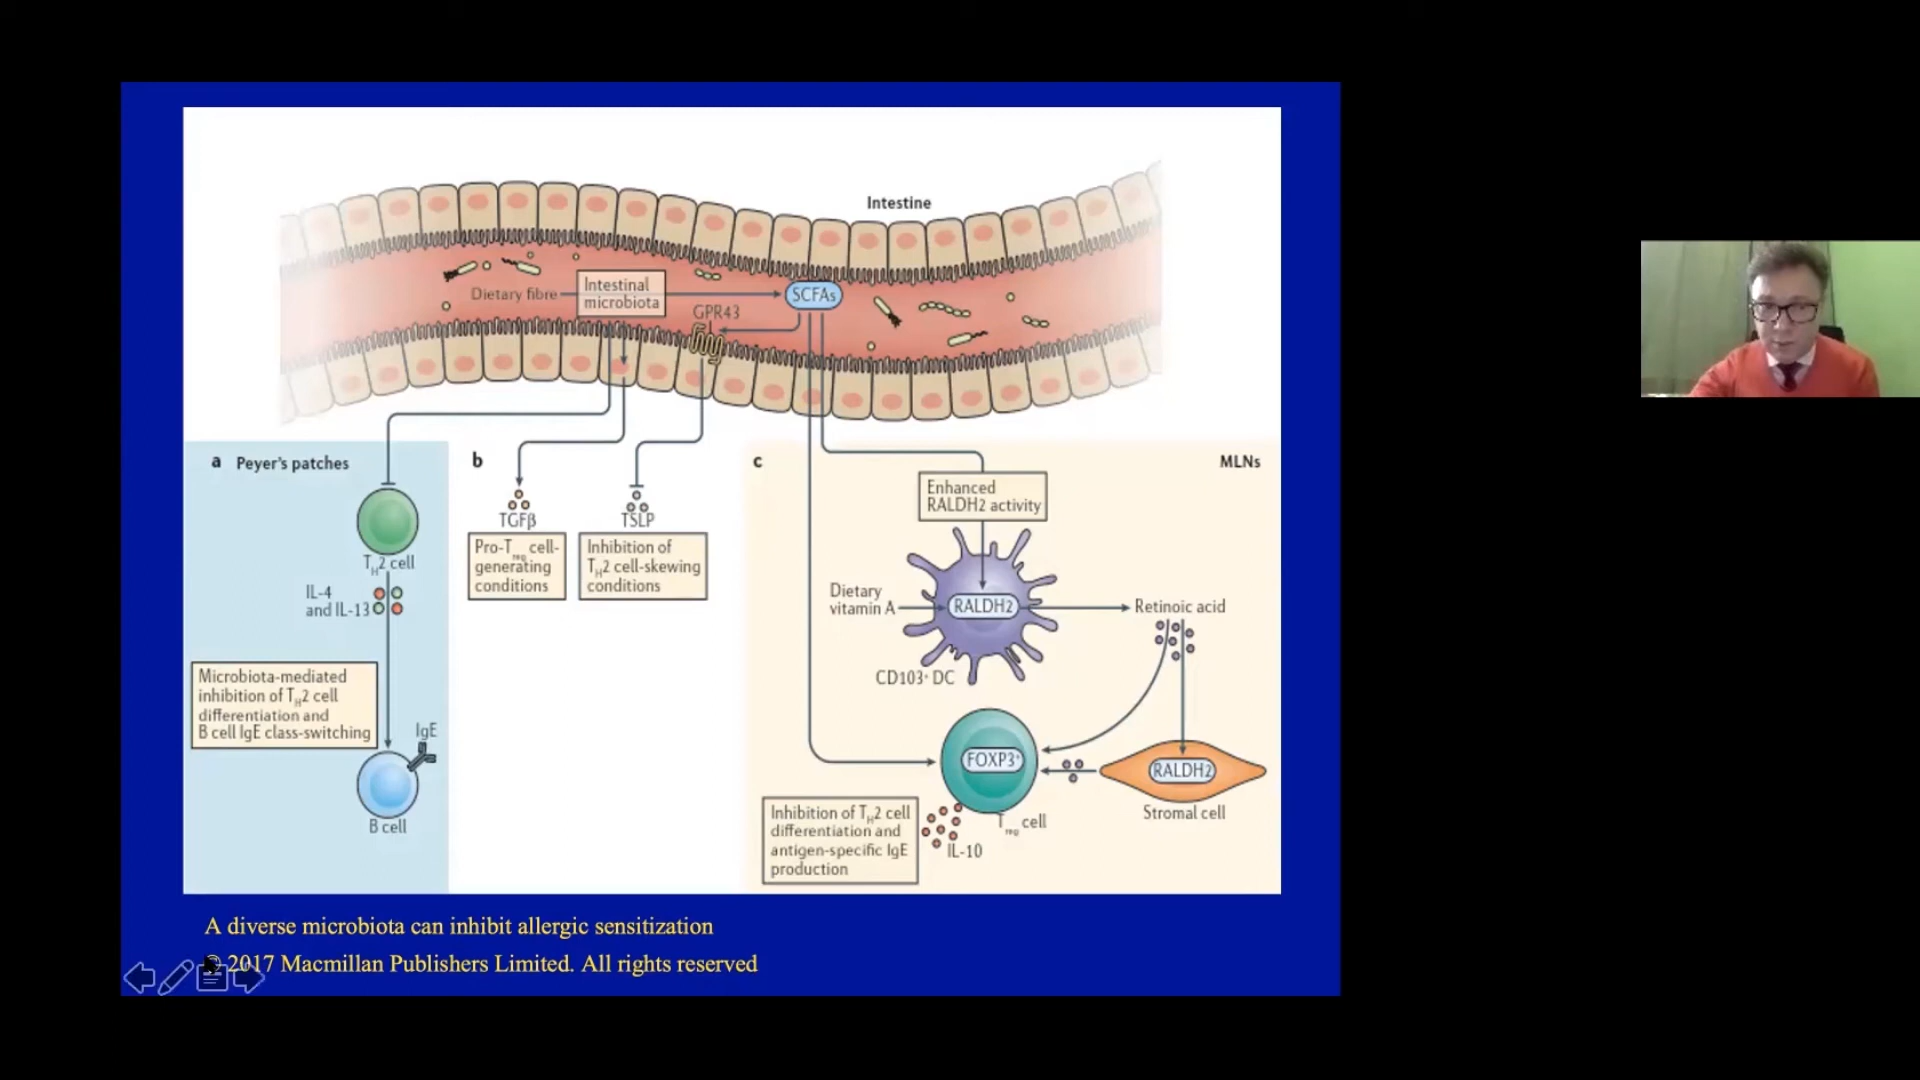 Intestine
Dietary fibre
Intestinal
microbiota
SCFAs
GPR43
a Peyer's patches
TH2 cell
IL-4
and IL-13
Microbiota-mediated
inhibition of TH2 cell
differentiation and
B cell IgE class-switching
IgE
B cell
b
TGFβ
Pro-Treg cell-
generating
conditions
TSLP
Inhibition of
TH2 cell-skewing
conditions
c
MLNs
Enhanced
RALDH2 activity
Dietary
vitamin A
RALDH2
Retinoic acid
CD103+ DC
FOXP3+
RALDH2
Stromal cell
Treg cell
IL-10
Inhibition of TH2 cell
differentiation and
antigen-specific IgE
production
A diverse microbiota can inhibit allergic sensitization
© 2017 Macmillan Publishers Limited. All rights reserved